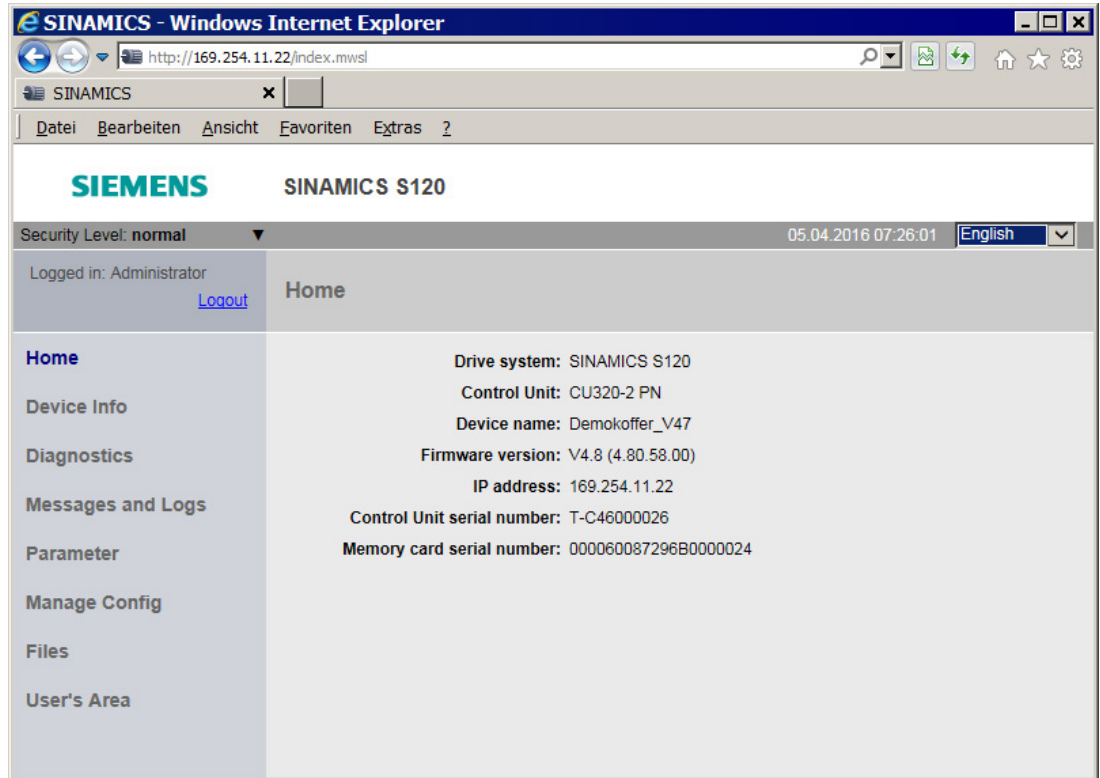 SINAMICS - Windows Internet Explorer
http://169.254.11.22/index.mwsl
SINAMICS
Datei Bearbeiten Ansicht Favoriten Extras ?
SIEMENS SINAMICS S120
Security Level: normal 05.04.2016 07:26:01 English
Logged in: Administrator
Logout
Home
Home
Device Info
Diagnostics
Messages and Logs
Parameter
Manage Config
Files
User's Area
Drive system: SINAMICS S120
Control Unit: CU320-2 PN
Device name: Demokoffer_V47
Firmware version: V4.8 (4.80.58.00)
IP address: 169.254.11.22
Control Unit serial number: T-C46000026
Memory card serial number: 000060087296B0000024